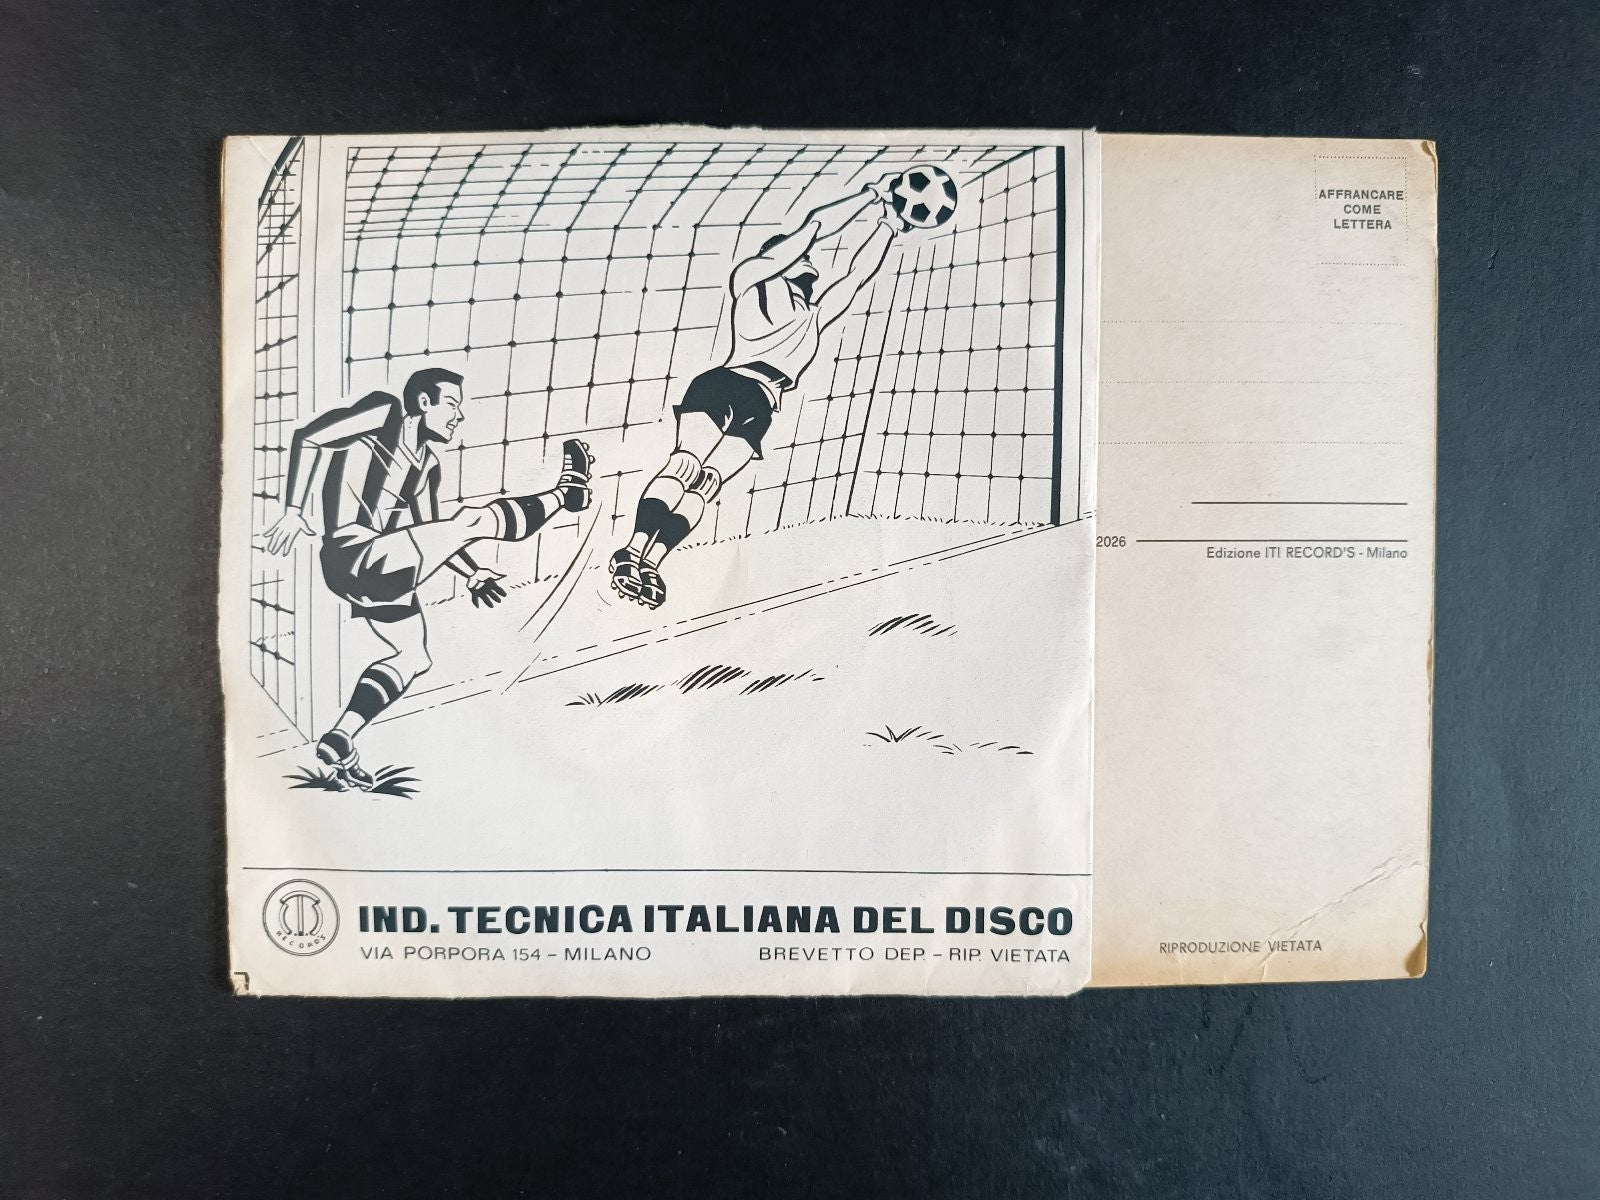 AFFRANCARE
COME
LETTERA
2026
Edizione ITI RECORD'S - Milano
RIPRODUZIONE VIETATA
RECORD'S
IND. TECNICA ITALIANA DEL DISCO
VIA PORPORA 154 – MILANO BREVETTO DEP. – RIP. VIETATA